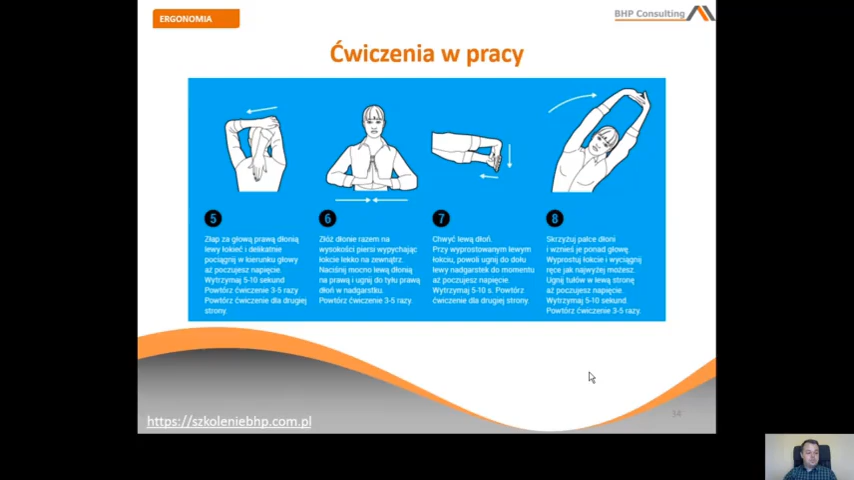 ERGONOMIA
BHP Consulting
Ćwiczenia w pracy
5
Złap za głową prawą dłonią
lewy łokieć i delikatnie
pociągnij w kierunku głowy
aż poczujesz napięcie.
Wytrzymaj 5-10 sekund
Powtórz ćwiczenie 3-5 razy
Powtórz ćwiczenie dla drugiej
strony.
6
Złóż dłonie razem na
wysokości piersi wypychając
łokcie lekko na zewnątrz.
Naciśnij mocno lewą dłonią
na prawą i ugnij do tyłu prawą
dłoń w nadgarstku.
Powtórz ćwiczenie 3-5 razy.
7
Chwyć lewą dłoń.
Przy wyprostowanym lewym
łokciu, powoli ugnij do dołu
lewy nadgarstek do momentu
aż poczujesz napięcie.
Wytrzymaj 5-10 s. Powtórz
ćwiczenie dla drugiej strony.
8
Skrzyżuj palce dłoni
i wznieś je ponad głowę.
Wyprostuj łokcie i wyciągnij
ręce jak najwyżej możesz.
Ugnij tułów w lewą stronę
aż poczujesz napięcie.
Wytrzymaj 5-10 sekund.
Powtórz ćwiczenie 3-5 razy.
https://szkoleniebhp.com.pl